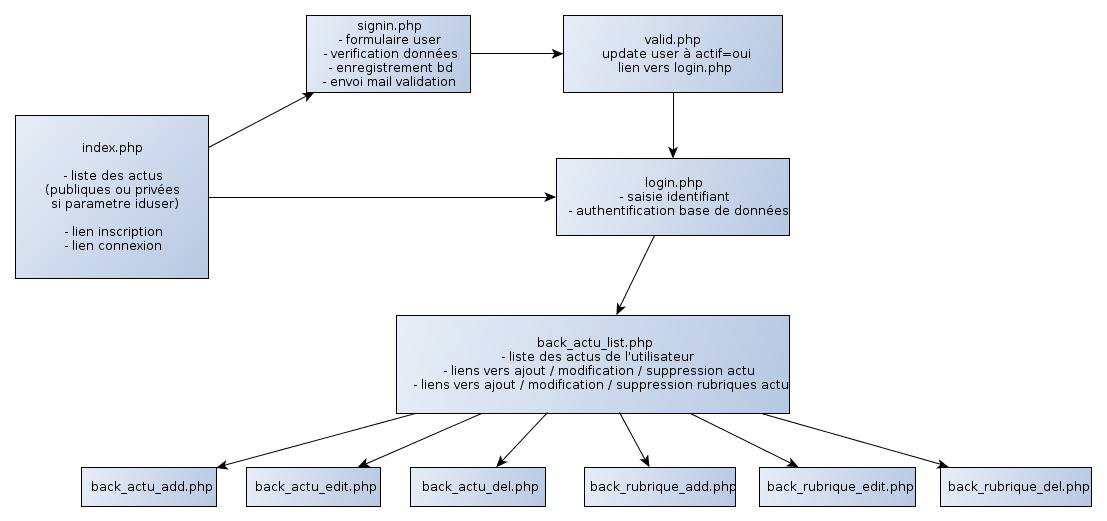 signin.php
- formulaire user
- verification données
- enregistrement bd
- envoi mail validation
valid.php
update user à actif=oui
lien vers login.php
index.php
- liste des actus
(publiques ou privées
si parametre iduser)
- lien inscription
- lien connexion
login.php
- saisie identifiant
- authentification base de données
back_actu_list.php
- liste des actus de l'utilisateur
- liens vers ajout / modification / suppression actu
- liens vers ajout / modification / suppression rubriques actu
back_actu_add.php
back_actu_edit.php
back_actu_del.php
back_rubrique_add.php
back_rubrique_edit.php
back_rubrique_del.php